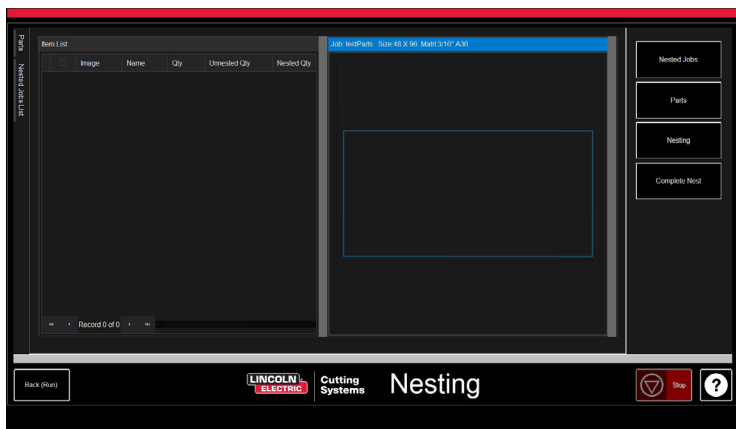 Parts
Nested Jobs List
Item List
Image Name Qty Unnested Qty Nested Qty
Record 0 of 0
Job:testParts Size:48 X 96 Matl:3/16" A36
Nested Jobs
Parts
Nesting
Complete Nest
Back (Run)
LINCOLN
ELECTRIC
Cutting
Systems
Nesting
Stop
?